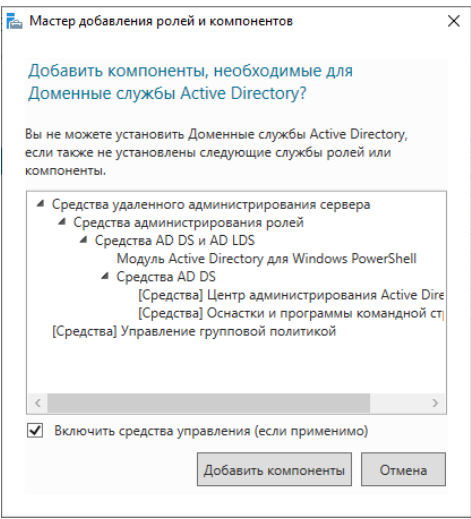 Мастер добавления ролей и компонентов
Добавить компоненты, необходимые для
Доменные службы Active Directory?
Вы не можете установить Доменные службы Active Directory,
если также не установлены следующие службы ролей или
компоненты.
Средства удаленного администрирования сервера
Средства администрирования ролей
Средства AD DS и AD LDS
Модуль Active Directory для Windows PowerShell
Средства AD DS
[Средства] Центр администрирования Active Dire
[Средства] Оснастки и программы командной ст
[Средства] Управление групповой политикой
Включить средства управления (если применимо)
Добавить компоненты
Отмена